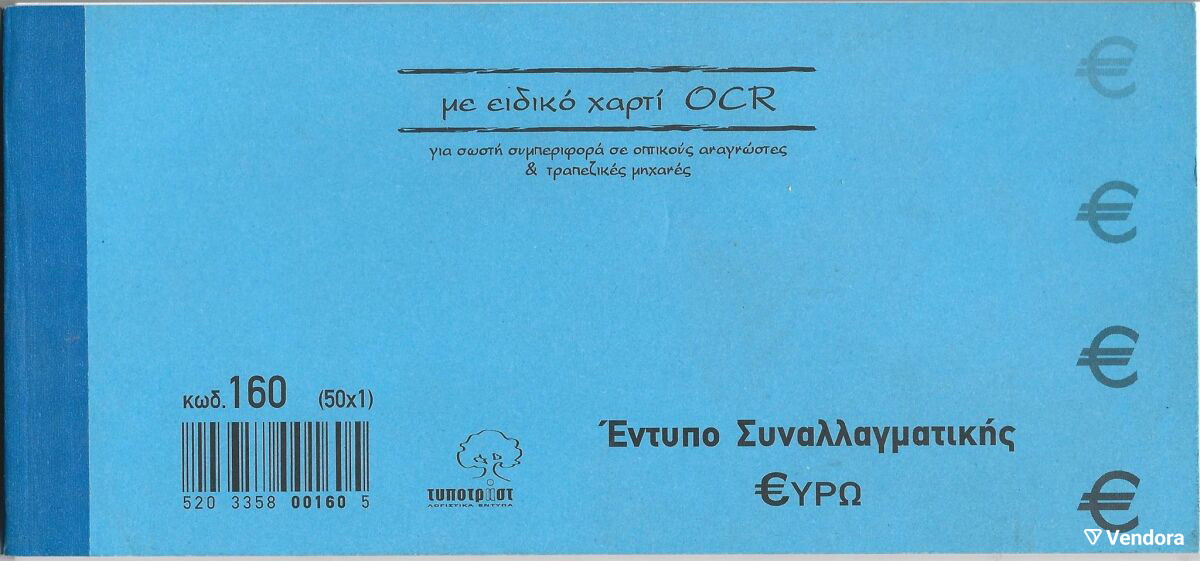 €
με ειδικό χαρτί OCR
για σωστή συμπεριφορά σε οπτικούς αναγνώστες
& τραπεζικές μηχανές
€
€
κωδ. 160 (50x1)
520 3358 00160 5
τυποτράστ
ΛΟΓΙΣΤΙΚΑ ΕΝΤΥΠΑ
Έντυπο Συναλλαγματικής
€ΥΡΩ
€
Vendora